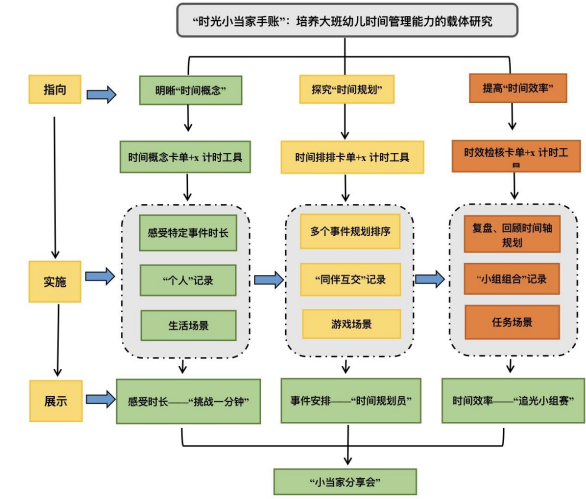 “时光小当家手账”：培养大班幼儿时间管理能力的载体研究
指向
明晰“时间概念”
探究“时间规划”
提高“时间效率”
时间概念卡单+x 计时工具
时间排排卡单+x 计时工具
时效检核卡单+x 计时工
具
实施
感受特定事件时长
“个人”记录
生活场景
多个事件规划排序
“同伴互交”记录
游戏场景
复盘、回顾时间轴
规划
“小组组合”记录
任务场景
展示
感受时长——“挑战一分钟”
事件安排——“时间规划员”
时间效率——“追光小组赛”
“小当家分享会”